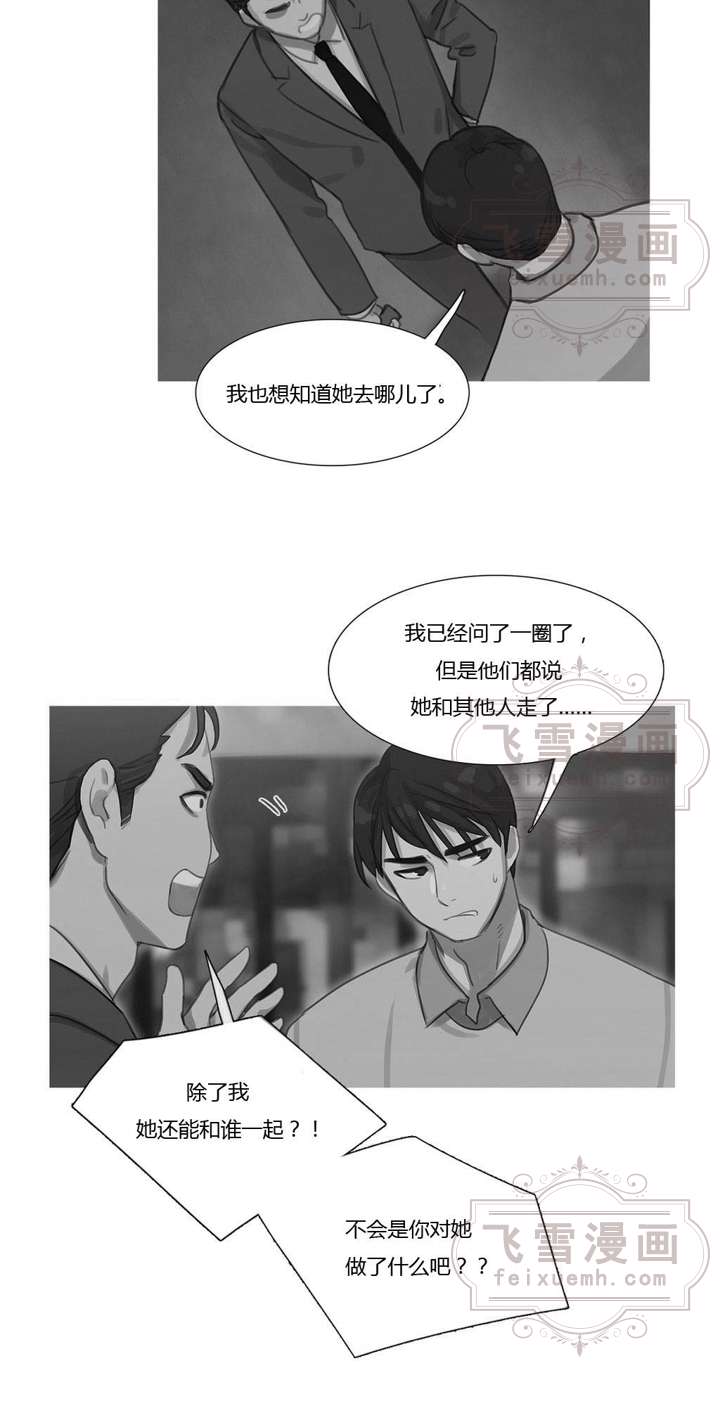 飞雪漫画
feixuemh.com
我也想知道她去哪儿了。
我已经问了一圈了，
但是他们都说
她和其他人走了……
飞雪漫画
feixuemh.com
除了我
她还能和谁一起？！
不会是你对她
做了什么吧？？
飞雪漫画
feixuemh.com